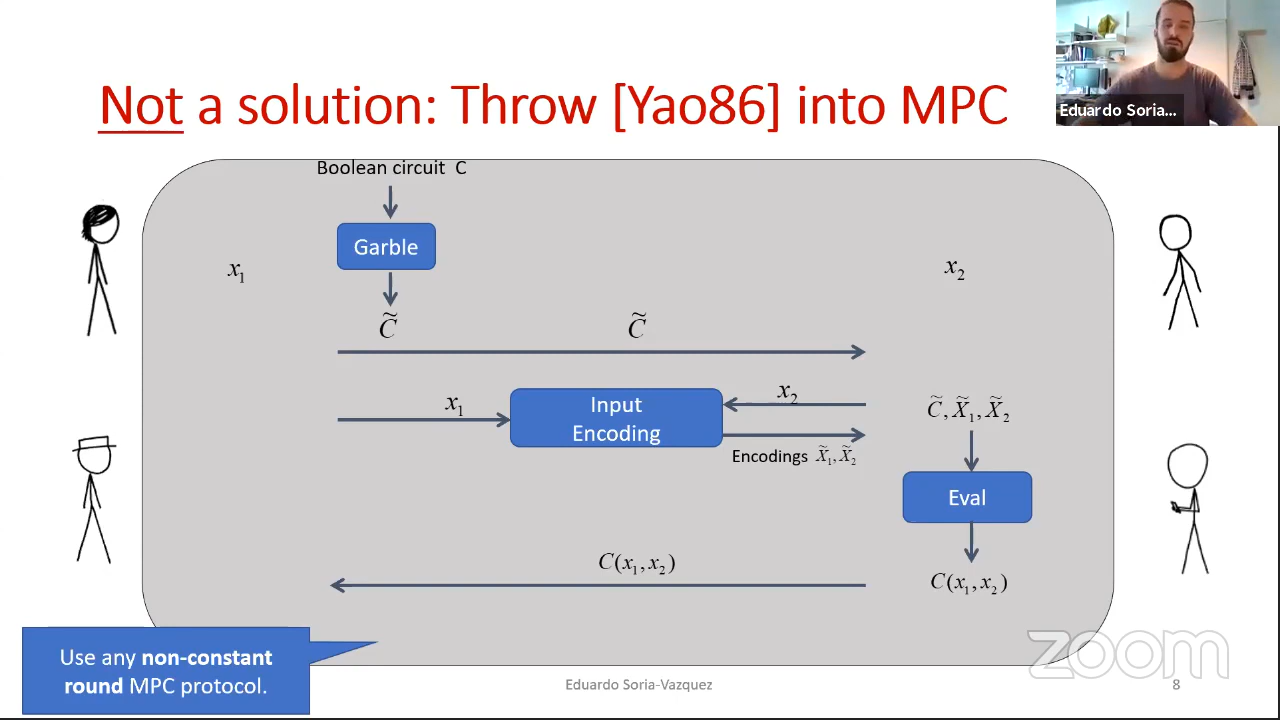 Eduardo Soria...
Not a solution: Throw [Yao86] into MPC
Boolean circuit C
Garble
x₁
x₂
C̃
C̃
x₁
Input
Encoding
x₂
C̃, X̃₁, X̃₂
Encodings X̃₁, X̃₂
Eval
C(x₁, x₂)
C(x₁, x₂)
Use any non-constant
round MPC protocol.
Eduardo Soria-Vazquez
8
zoom